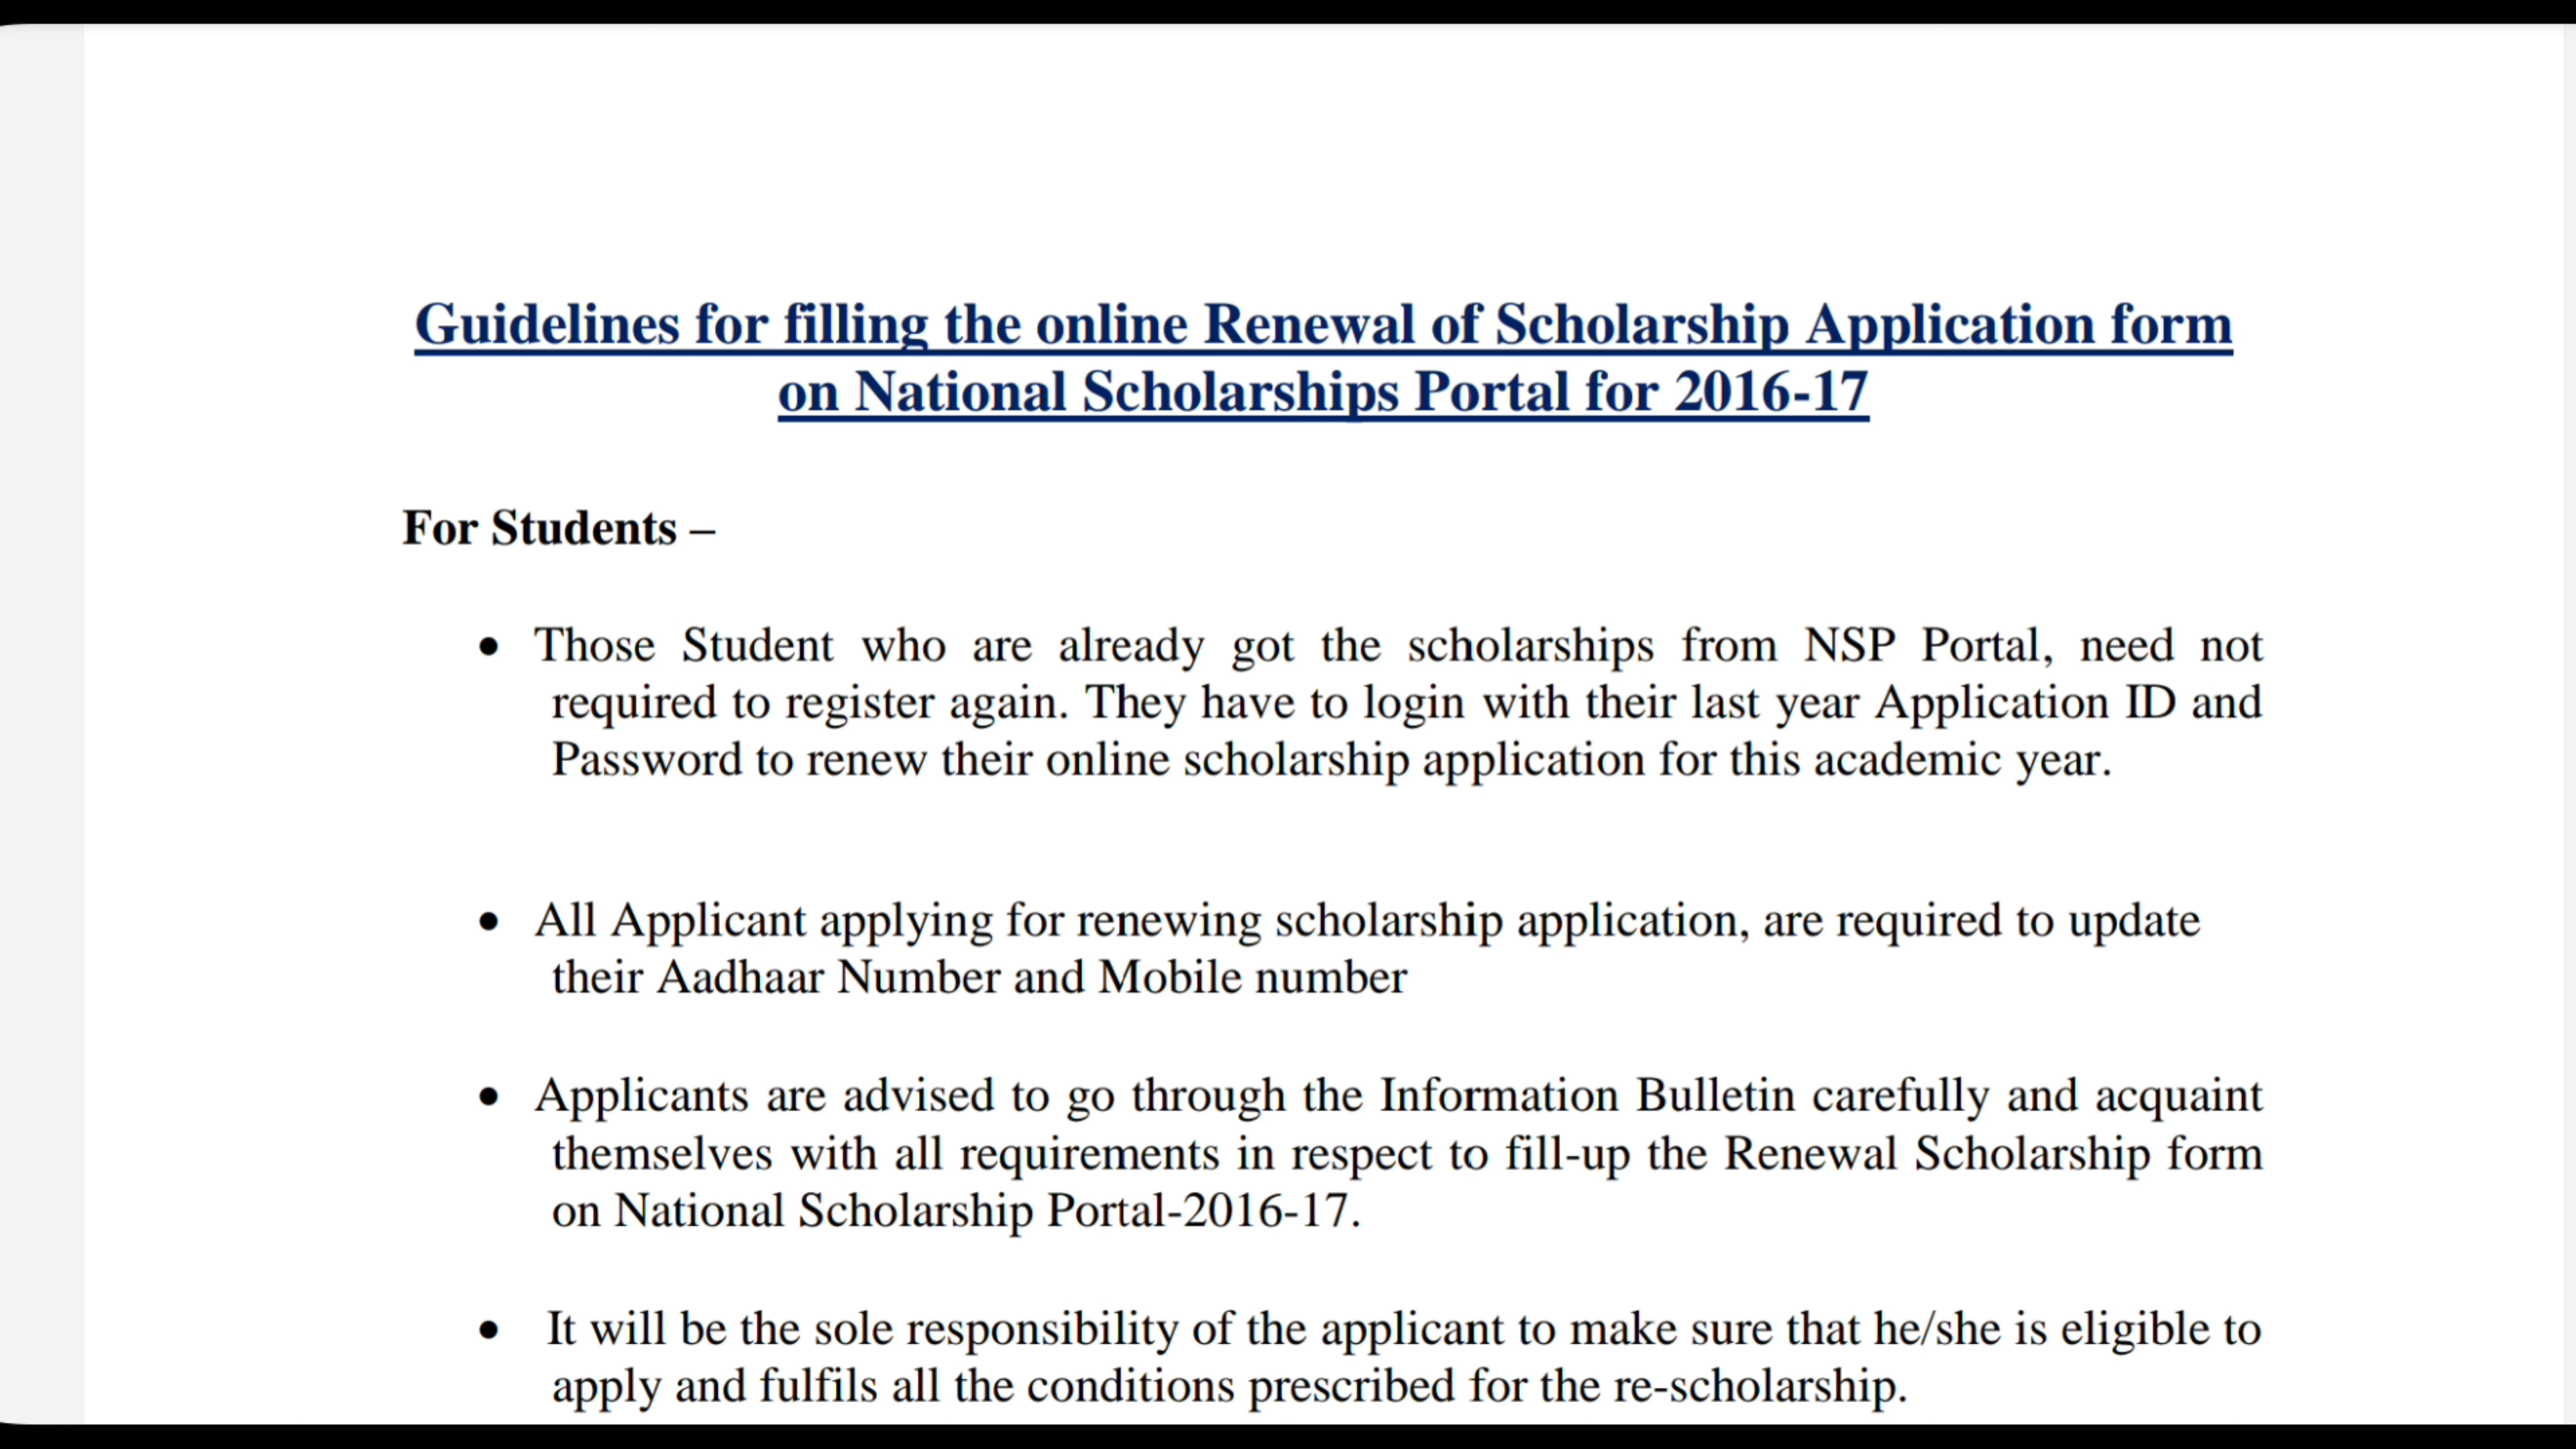 Guidelines for filling the online Renewal of Scholarship Application form
on National Scholarships Portal for 2016-17
For Students –
• Those Student who are already got the scholarships from NSP Portal, need not
required to register again. They have to login with their last year Application ID and
Password to renew their online scholarship application for this academic year.
• All Applicant applying for renewing scholarship application, are required to update
their Aadhaar Number and Mobile number
• Applicants are advised to go through the Information Bulletin carefully and acquaint
themselves with all requirements in respect to fill-up the Renewal Scholarship form
on National Scholarship Portal-2016-17.
• It will be the sole responsibility of the applicant to make sure that he/she is eligible to
apply and fulfils all the conditions prescribed for the re-scholarship.